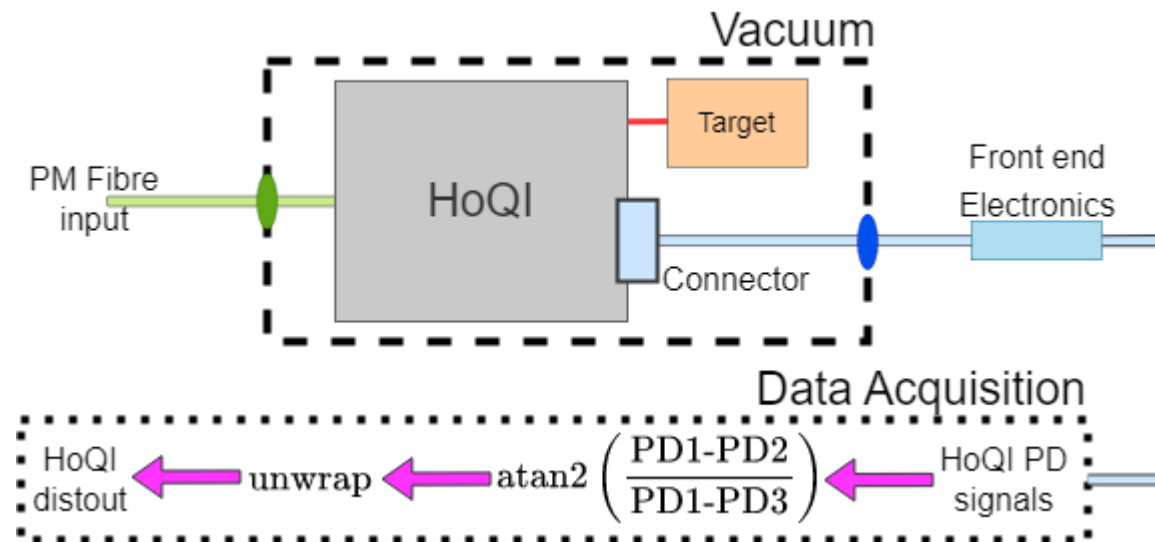 Vacuum
PM Fibre
input
HoQI
Target
Connector
Front end
Electronics
Data Acquisition
HoQI
distout
unwrap
atan2 (PD1-PD2 / PD1-PD3)
HoQI PD
signals